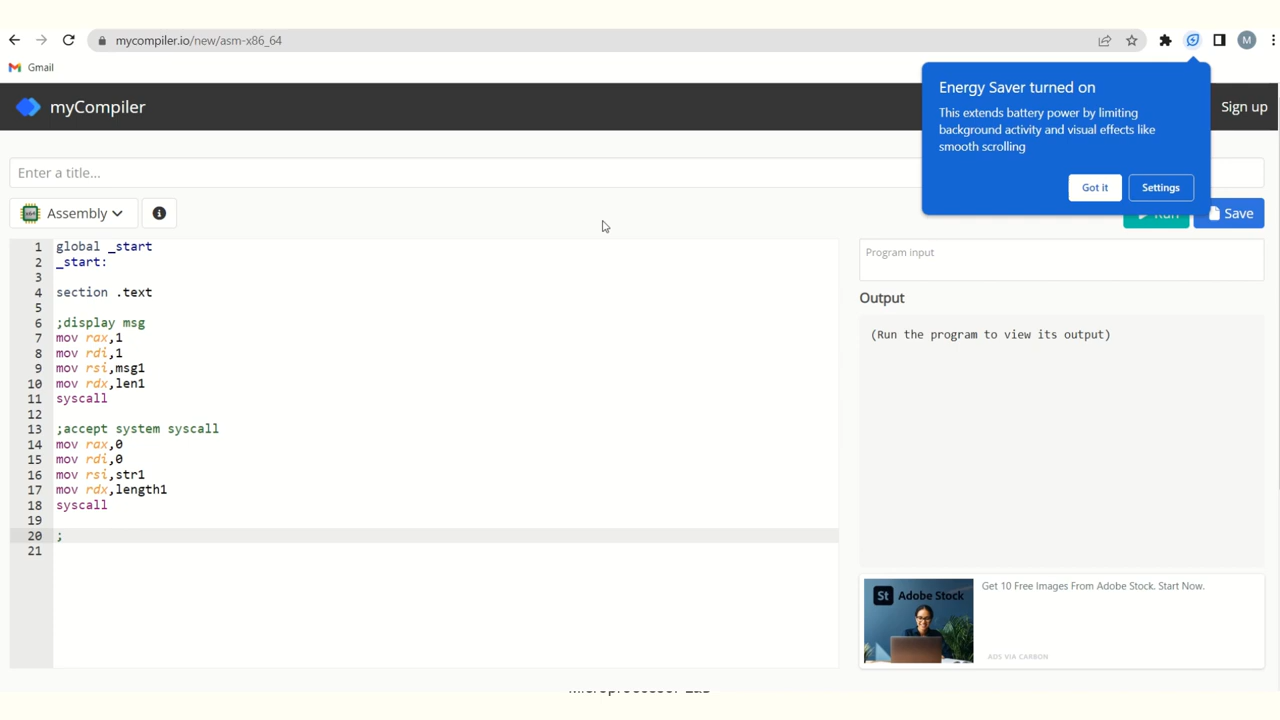 mycompiler.io/new/asm-x86_64
M
Gmail
myCompiler
Sign up
Energy Saver turned on
This extends battery power by limiting
background activity and visual effects like
smooth scrolling
Got it
Settings
Enter a title...
Assembly
Run
Save
1 global _start
2 _start:
3
4 section .text
5
6 ;display msg
7 mov rax,1
8 mov rdi,1
9 mov rsi,msg1
10 mov rdx,len1
11 syscall
12
13 ;accept system syscall
14 mov rax,0
15 mov rdi,0
16 mov rsi,str1
17 mov rdx,length1
18 syscall
19
20 ;
21
Program input
Output
(Run the program to view its output)
St Adobe Stock
Get 10 Free Images From Adobe Stock. Start Now.
ADS VIA CARBON
Microprocessor Lab